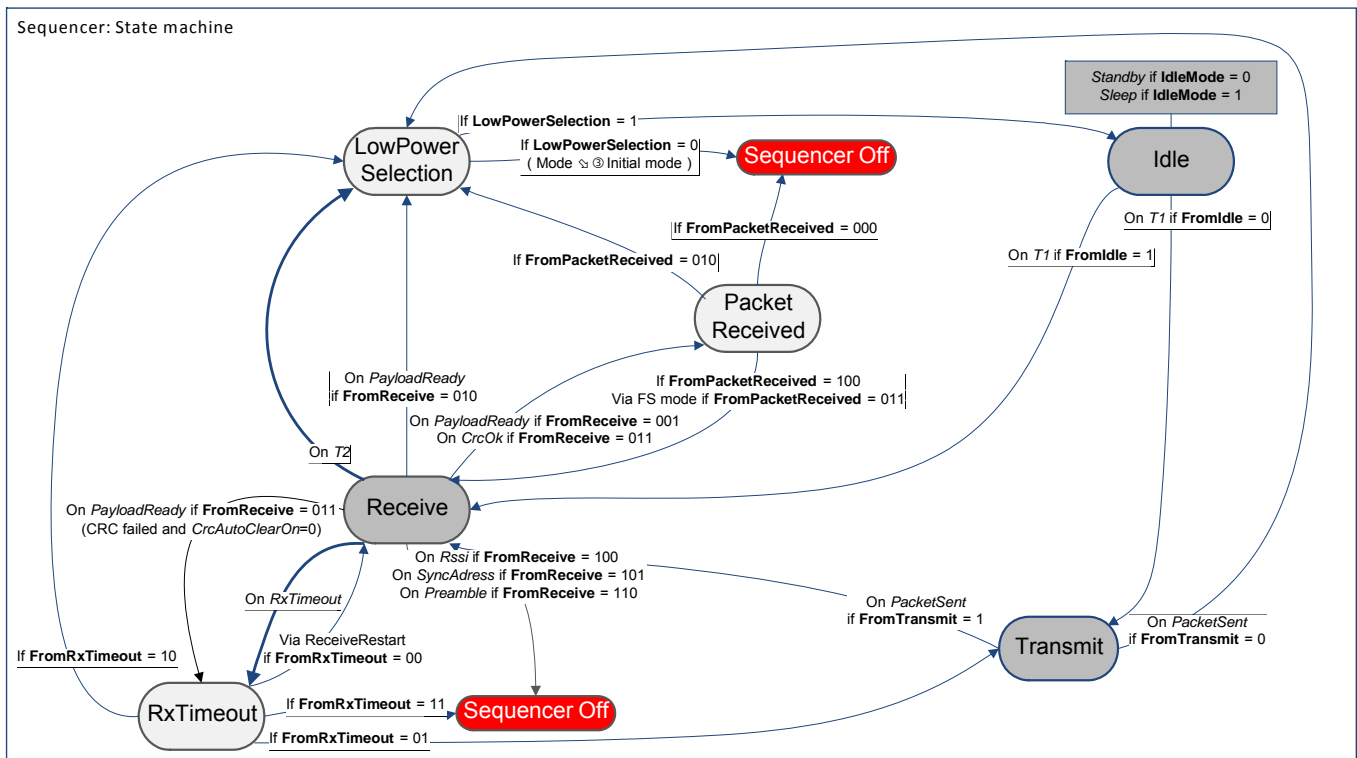 Sequencer: State machine
Standby if IdleMode = 0
Sleep if IdleMode = 1
If LowPowerSelection = 1
LowPower
Selection
If LowPowerSelection = 0
( Mode ⇘ ③ Initial mode )
Sequencer Off
Idle
On T1 if FromIdle = 0
If FromPacketReceived = 000
On T1 if FromIdle = 1
If FromPacketReceived = 010
Packet
Received
On PayloadReady
if FromReceive = 010
If FromPacketReceived = 100
Via FS mode if FromPacketReceived = 011
On PayloadReady if FromReceive = 001
On CrcOk if FromReceive = 011
On T2
Receive
On PayloadReady if FromReceive = 011
(CRC failed and CrcAutoClearOn=0)
On Rssi if FromReceive = 100
On SyncAdress if FromReceive = 101
On Preamble if FromReceive = 110
On RxTimeout
On PacketSent
if FromTransmit = 1
On PacketSent
if FromTransmit = 0
Transmit
Via ReceiveRestart
if FromRxTimeout = 00
If FromRxTimeout = 10
RxTimeout
If FromRxTimeout = 11
Sequencer Off
If FromRxTimeout = 01